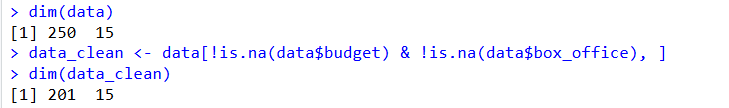 > dim(data)
[1] 250  15
> data_clean <- data[!is.na(data$budget) & !is.na(data$box_office), ]
> dim(data_clean)
[1] 201  15